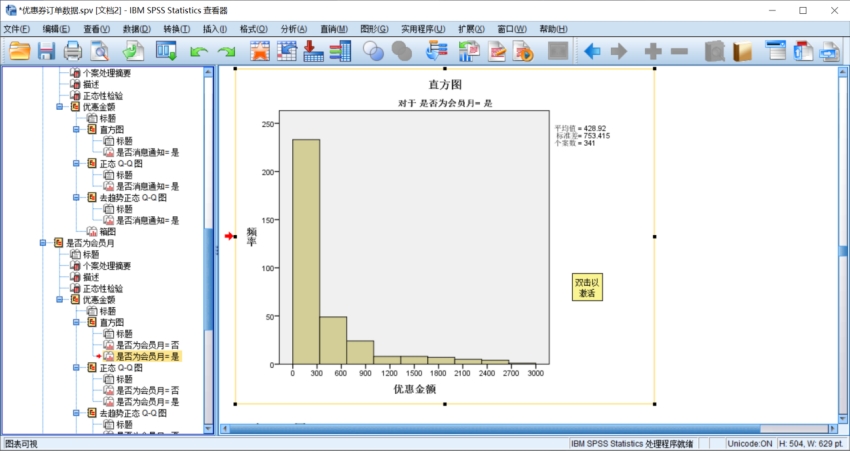 *优惠券订单数据.spv [文档2] - IBM SPSS Statistics 查看器
文件(F) 编辑(E) 查看(V) 数据(D) 转换(T) 插入(I) 格式(O) 分析(A) 直销(M) 图形(G) 实用程序(U) 扩展(X) 窗口(W) 帮助(H)
个案处理摘要
描述
正态性检验
优惠金额
标题
直方图
标题
是否消息通知= 是
正态 Q-Q 图
标题
是否消息通知= 是
去趋势正态 Q-Q 图
标题
是否消息通知= 是
箱图
是否为会员月
标题
个案处理摘要
描述
正态性检验
优惠金额
标题
直方图
标题
是否为会员月= 否
是否为会员月= 是
正态 Q-Q 图
标题
是否为会员月= 否
是否为会员月= 是
去趋势正态 Q-Q 图
标题
直方图
对于 是否为会员月= 是
平均值 = 428.92
标准差= 753.415
个案数 = 341
频率
250
200
150
100
50
0
0 300 600 900 1200 1500 1800 2100 2400 2700 3000
优惠金额
双击以
激活
图表可视
IBM SPSS Statistics 处理程序就绪 Unicode:ON H: 504, W: 629 pt.